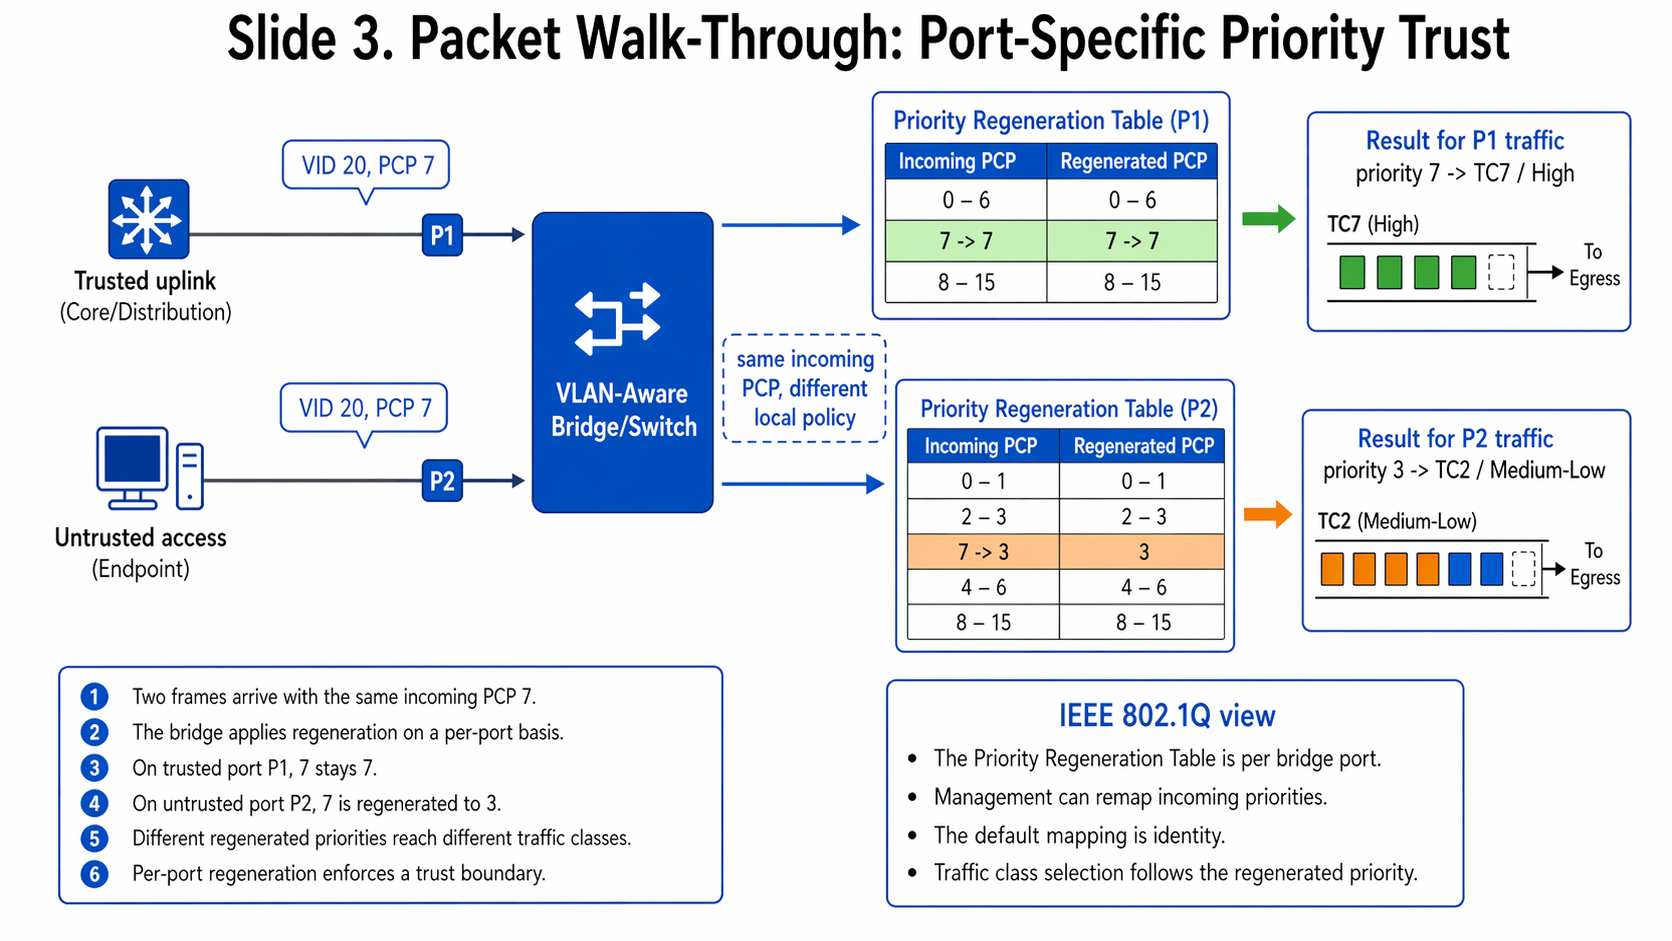 Slide 3. Packet Walk-Through: Port-Specific Priority Trust
VID 20, PCP 7
P1
Trusted uplink
(Core/Distribution)
VID 20, PCP 7
P2
Untrusted access
(Endpoint)
VLAN-Aware
Bridge/Switch
same incoming
PCP, different
local policy
Priority Regeneration Table (P1)
Incoming PCP Regenerated PCP
0 – 6 0 – 6
7 -> 7 7 -> 7
8 – 15 8 – 15
Result for P1 traffic
priority 7 -> TC7 / High
TC7 (High)
To
Egress
Priority Regeneration Table (P2)
Incoming PCP Regenerated PCP
0 – 1 0 – 1
2 – 3 2 – 3
7 -> 3 3
4 – 6 4 – 6
8 – 15 8 – 15
Result for P2 traffic
priority 3 -> TC2 / Medium-Low
TC2 (Medium-Low)
To
Egress
1 Two frames arrive with the same incoming PCP 7.
2 The bridge applies regeneration on a per-port basis.
3 On trusted port P1, 7 stays 7.
4 On untrusted port P2, 7 is regenerated to 3.
5 Different regenerated priorities reach different traffic classes.
6 Per-port regeneration enforces a trust boundary.
IEEE 802.1Q view
• The Priority Regeneration Table is per bridge port.
• Management can remap incoming priorities.
• The default mapping is identity.
• Traffic class selection follows the regenerated priority.